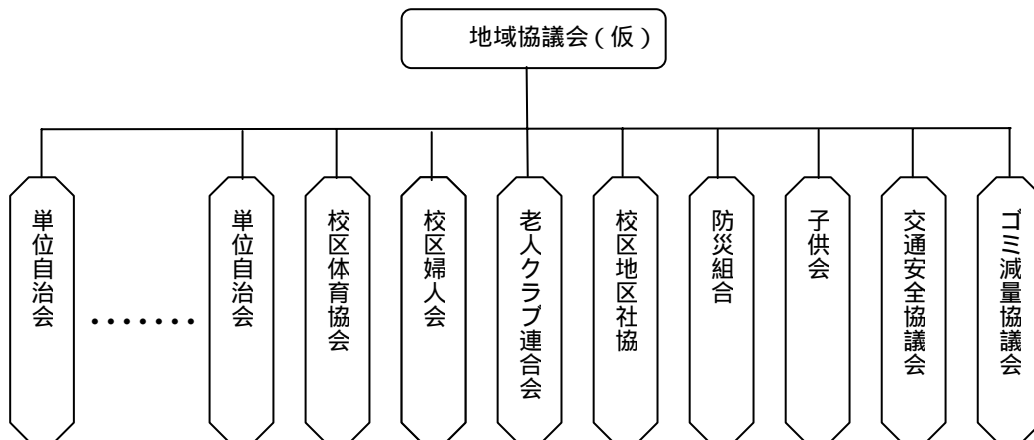 地域協議会（仮）
単位自治会
・・・・・・・
単位自治会
校区体育協会
校区婦人会
老人クラブ連合会
校区地区社協
防災組合
子供会
交通安全協議会
ゴミ減量協議会